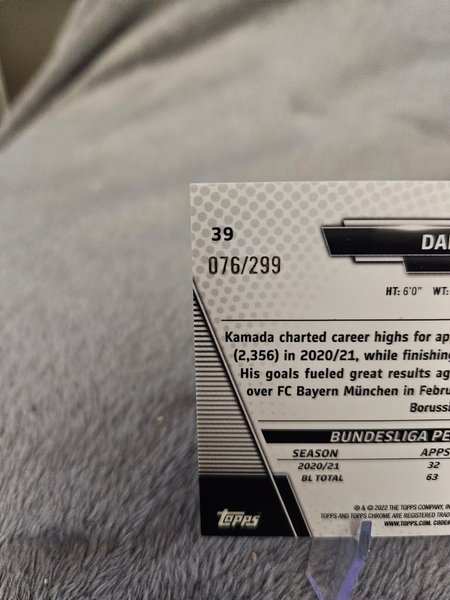 39
076/299
DA
HT: 6'0" WT:
Kamada charted career highs for ap
(2,356) in 2020/21, while finishing
His goals fueled great results ag
over FC Bayern München in Febru
Borussi
BUNDESLIGA PE
SEASON APPS
2020/21 32
BL TOTAL 63
® & © 2022 THE TOPPS COMPANY, IN
TOPPS AND TOPPS CHROME ARE REGISTERED TRAD
WWW.TOPPS.COM. CODE#
topps